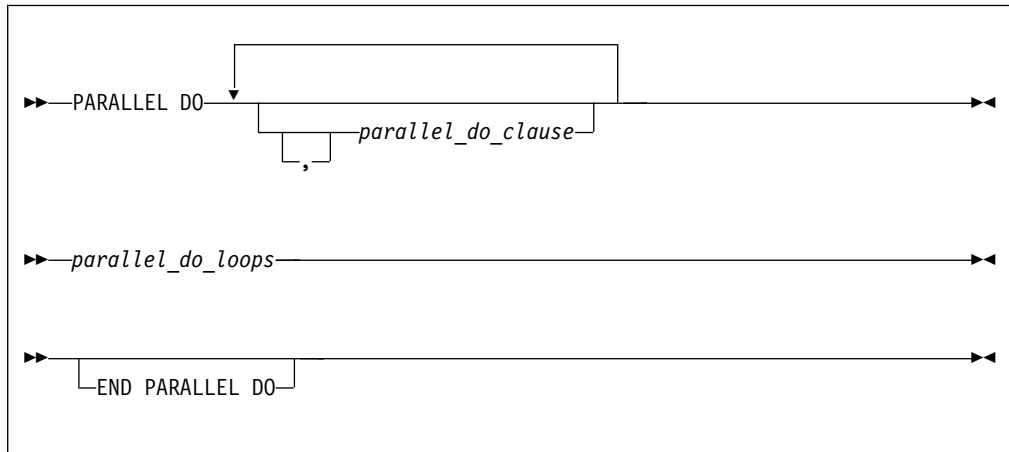 PARALLEL DO
parallel_do_clause
,
parallel_do_loops
END PARALLEL DO